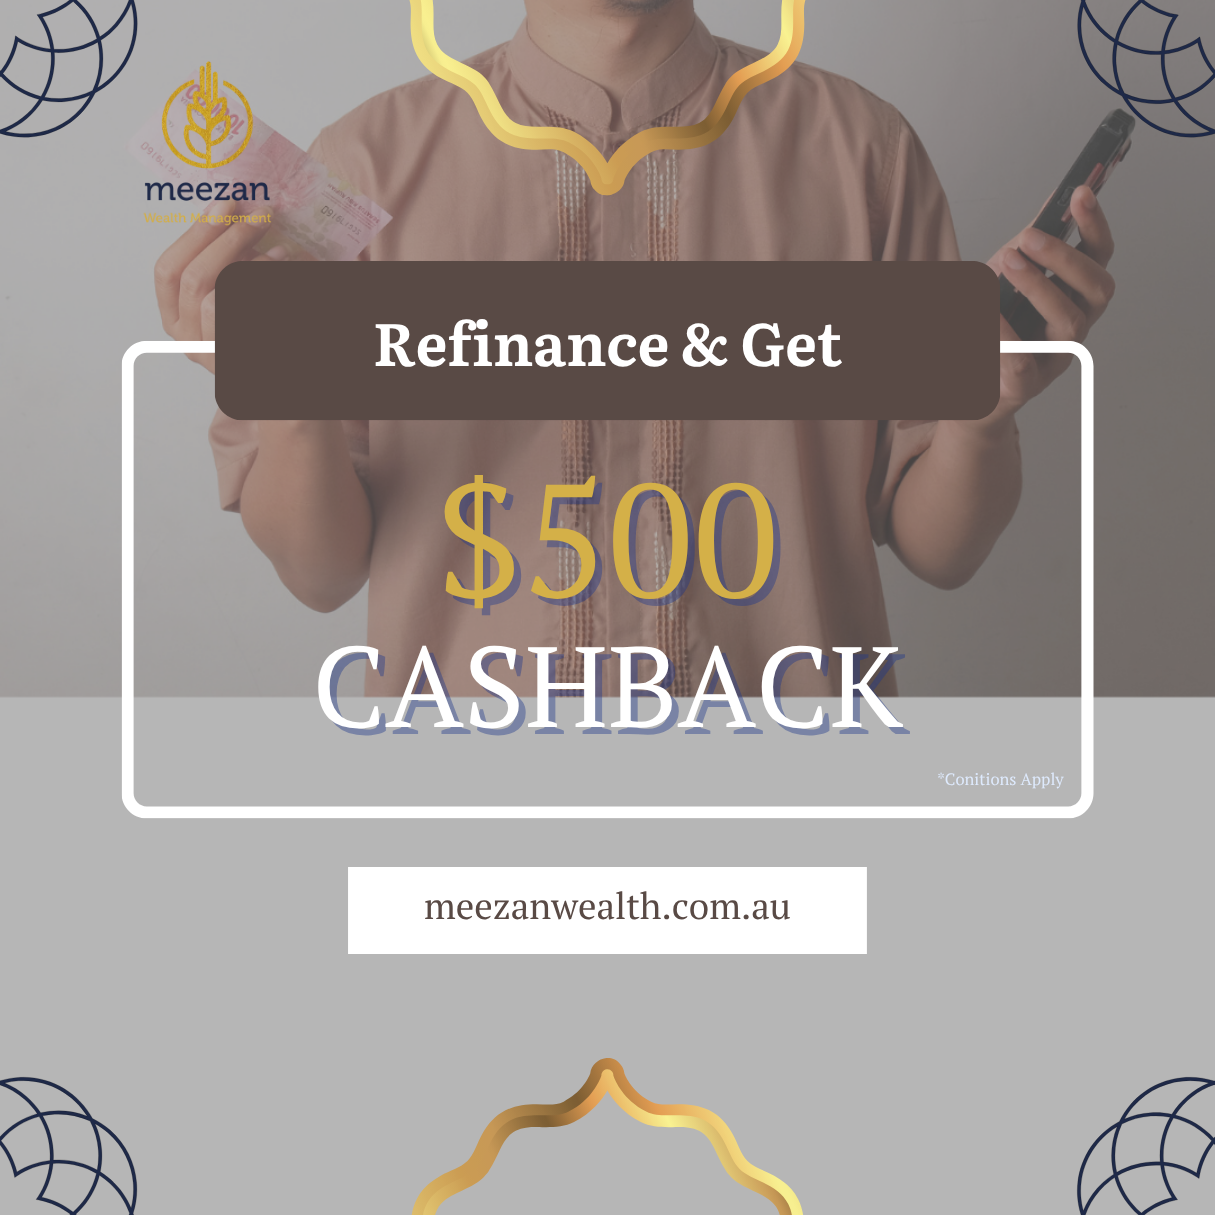 meezan
Wealth Management
Refinance & Get
$500
CASHBACK
*Conitions Apply
meezanwealth.com.au